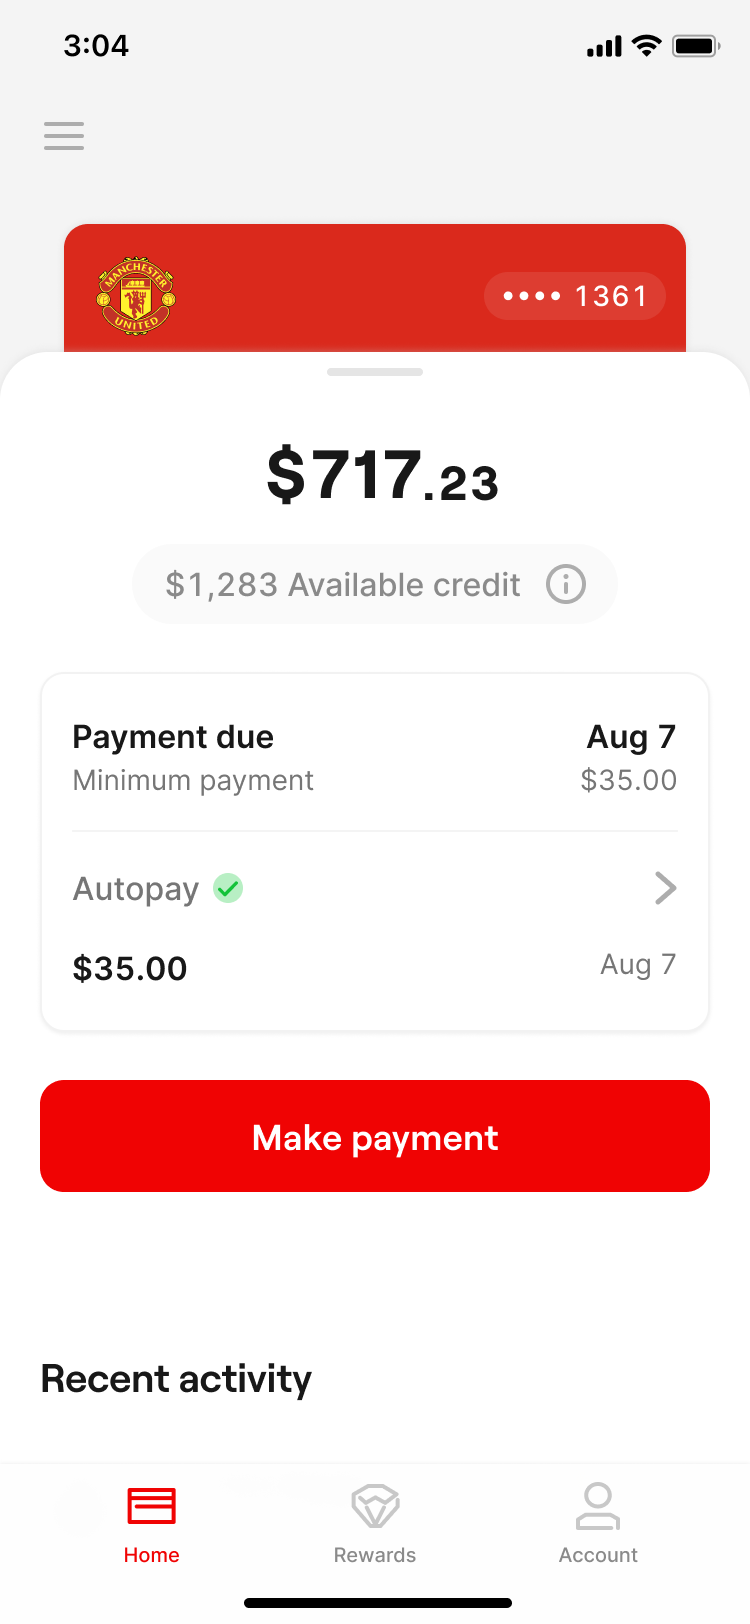 3:04
MANCHESTER
UNITED
•••• 1361
$717.23
$1,283 Available credit
Payment due Aug 7
Minimum payment $35.00
Autopay
$35.00 Aug 7
Make payment
Recent activity
Home Rewards Account